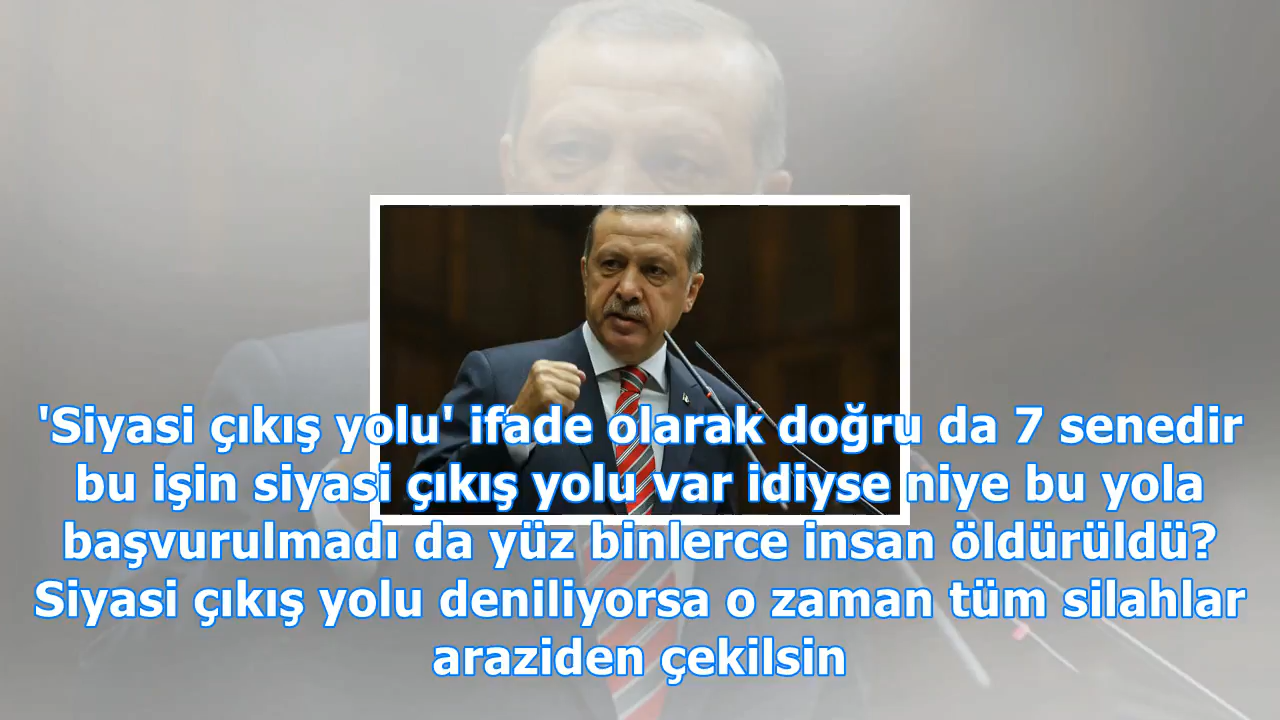 'Siyasi çıkış yolu' ifade olarak doğru da 7 senedir
bu işin siyasi çıkış yolu var idiyse niye bu yola
başvurulmadı da yüz binlerce insan öldürüldü?
Siyasi çıkış yolu deniliyorsa o zaman tüm silahlar
araziden çekilsin